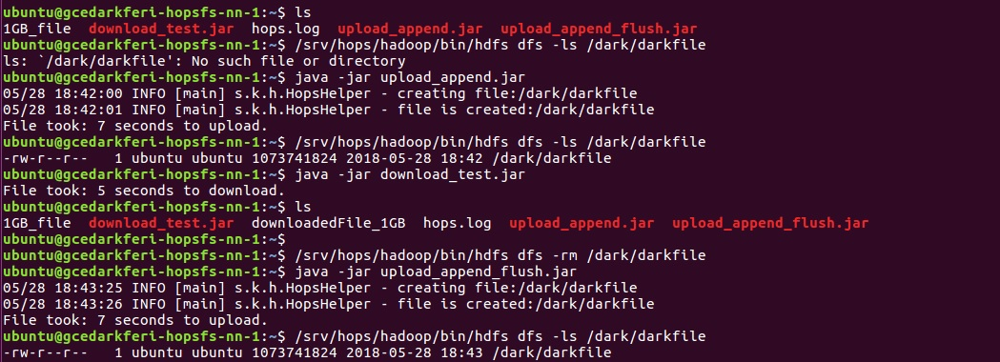 ubuntu@gcedarkferi-hopsfs-nn-1:~$ ls
1GB_file  download_test.jar  hops.log  upload_append.jar  upload_append_flush.jar
ubuntu@gcedarkferi-hopsfs-nn-1:~$ /srv/hops/hadoop/bin/hdfs dfs -ls /dark/darkfile
ls: `/dark/darkfile': No such file or directory
ubuntu@gcedarkferi-hopsfs-nn-1:~$ java -jar upload_append.jar
05/28 18:42:00 INFO [main] s.k.h.HopsHelper - creating file:/dark/darkfile
05/28 18:42:01 INFO [main] s.k.h.HopsHelper - file is created:/dark/darkfile
File took: 7 seconds to upload.
ubuntu@gcedarkferi-hopsfs-nn-1:~$ /srv/hops/hadoop/bin/hdfs dfs -ls /dark/darkfile
-rw-r--r--   1 ubuntu ubuntu 1073741824 2018-05-28 18:42 /dark/darkfile
ubuntu@gcedarkferi-hopsfs-nn-1:~$ java -jar download_test.jar
File took: 5 seconds to download.
ubuntu@gcedarkferi-hopsfs-nn-1:~$ ls
1GB_file  download_test.jar  downloadedFile_1GB  hops.log  upload_append.jar  upload_append_flush.jar
ubuntu@gcedarkferi-hopsfs-nn-1:~$
ubuntu@gcedarkferi-hopsfs-nn-1:~$ /srv/hops/hadoop/bin/hdfs dfs -rm /dark/darkfile
ubuntu@gcedarkferi-hopsfs-nn-1:~$ java -jar upload_append_flush.jar
05/28 18:43:25 INFO [main] s.k.h.HopsHelper - creating file:/dark/darkfile
05/28 18:43:26 INFO [main] s.k.h.HopsHelper - file is created:/dark/darkfile
File took: 7 seconds to upload.
ubuntu@gcedarkferi-hopsfs-nn-1:~$ /srv/hops/hadoop/bin/hdfs dfs -ls /dark/darkfile
-rw-r--r--   1 ubuntu ubuntu 1073741824 2018-05-28 18:43 /dark/darkfile